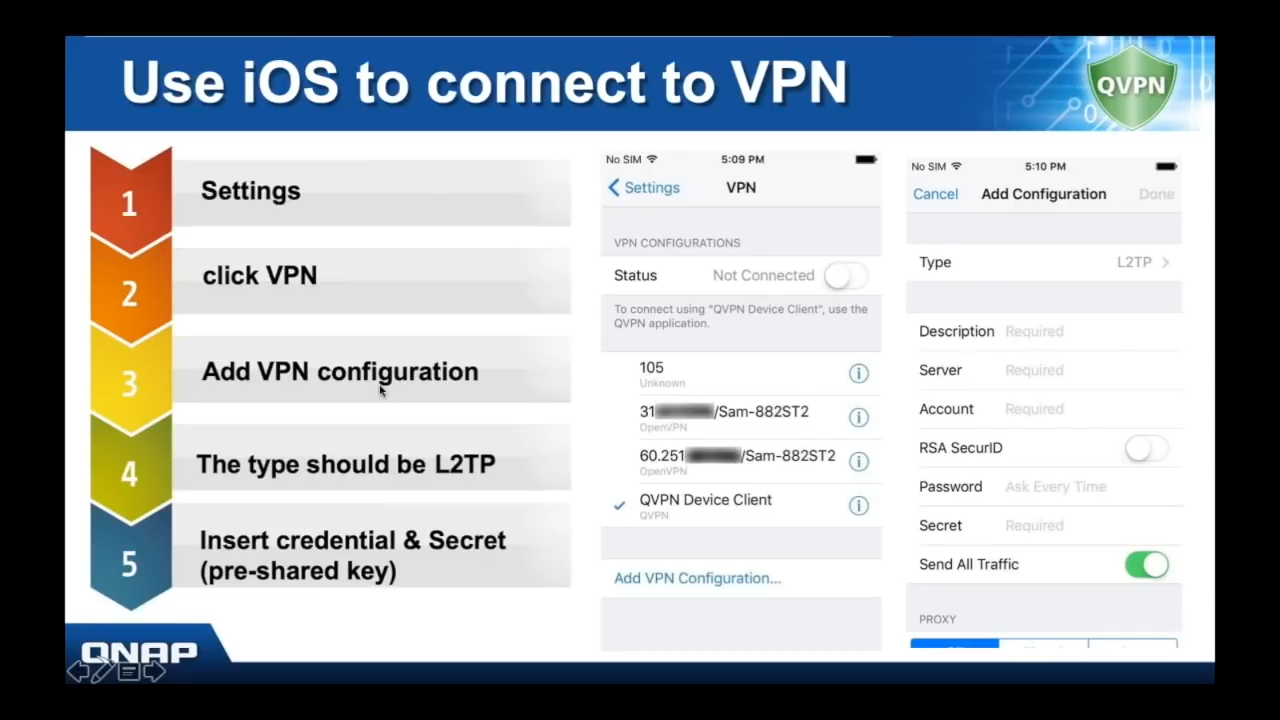 Use iOS to connect to VPN
QVPN
1
Settings
2
click VPN
3
Add VPN configuration
4
The type should be L2TP
5
Insert credential & Secret
(pre-shared key)
No SIM 5:09 PM
Settings VPN
VPN CONFIGURATIONS
Status Not Connected
To connect using "QVPN Device Client", use the
QVPN application.
105
Unknown
31 /Sam-882ST2
OpenVPN
60.251 /Sam-882ST2
OpenVPN
QVPN Device Client
QVPN
Add VPN Configuration...
No SIM 5:10 PM
Cancel Add Configuration Done
Type L2TP
Description Required
Server Required
Account Required
RSA SecurID
Password Ask Every Time
Secret Required
Send All Traffic
PROXY
QNAP